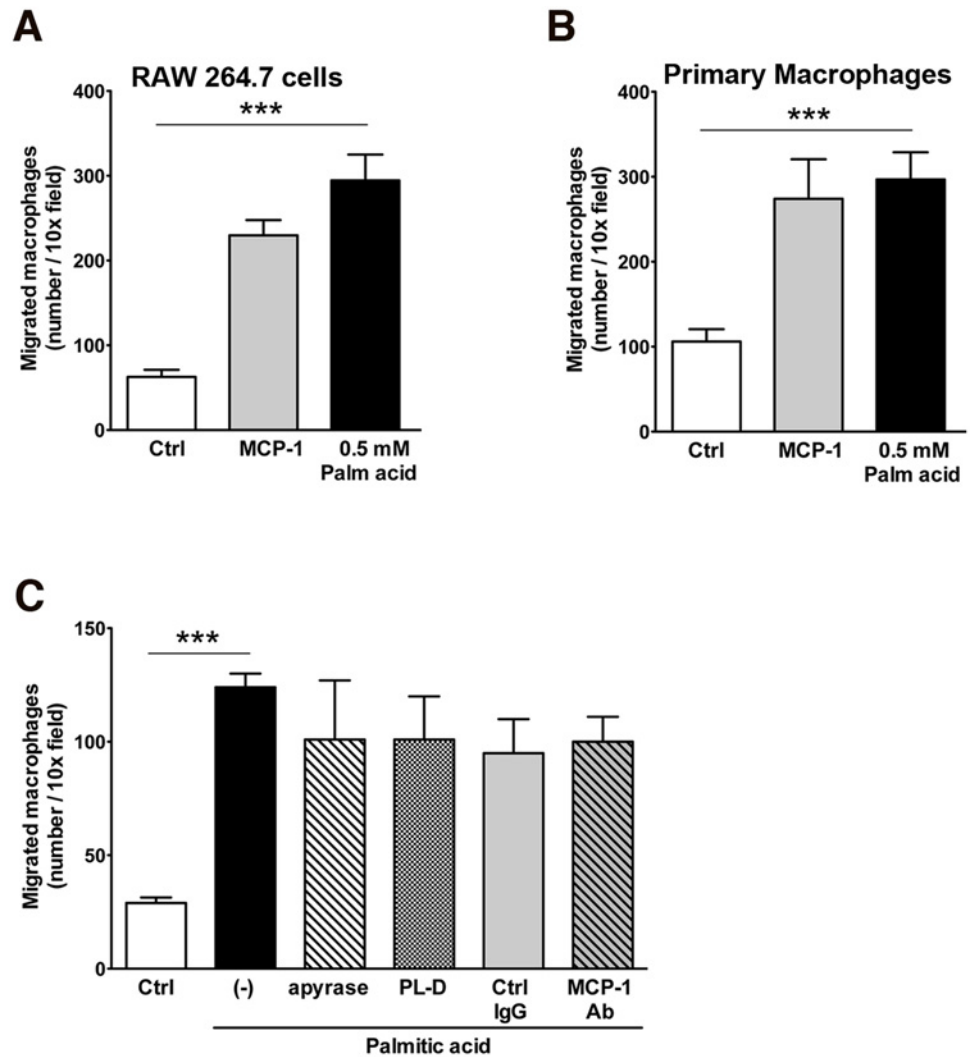 A
RAW 264.7 cells
***
Migrated macrophages
(number / 10x field)
400
300
200
100
0
Ctrl
MCP-1
0.5 mM
Palm acid
B
Primary Macrophages
***
Migrated macrophages
(number / 10x field)
400
300
200
100
0
Ctrl
MCP-1
0.5 mM
Palm acid
C
***
Migrated macrophages
(number / 10x field)
150
100
50
0
Ctrl
(-)
apyrase
PL-D
Ctrl
IgG
MCP-1
Ab
Palmitic acid